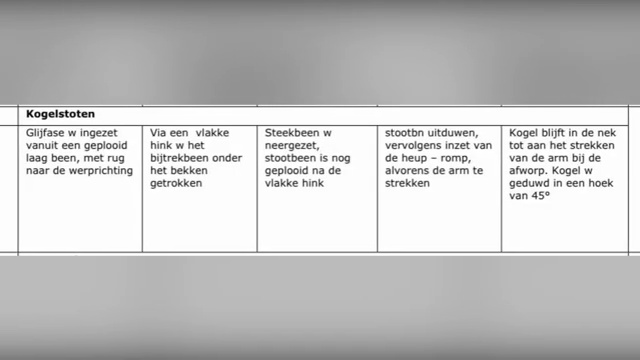 Kogelstoten
Glijfase w ingezet
vanuit een geplooid
laag been, met rug
naar de werprichting
Via een vlakke
hink w het
bijtrekbeen onder
het bekken
getrokken
Steekbeen w
neergezet,
stootbeen is nog
geplooid na de
vlakke hink
stootbn uitduwen,
vervolgens inzet van
de heup – romp,
alvorens de arm te
strekken
Kogel blijft in de nek
tot aan het strekken
van de arm bij de
afworp. Kogel w
geduwd in een hoek
van 45°